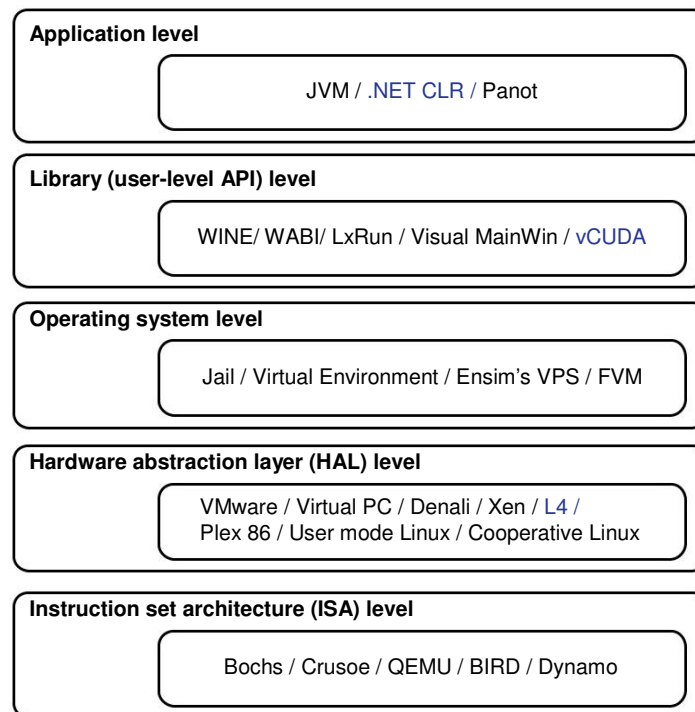 Application level
JVM / .NET CLR / Panot
Library (user-level API) level
WINE/ WABI/ LxRun / Visual MainWin / vCUDA
Operating system level
Jail / Virtual Environment / Ensim’s VPS / FVM
Hardware abstraction layer (HAL) level
VMware / Virtual PC / Denali / Xen / L4 /
Plex 86 / User mode Linux / Cooperative Linux
Instruction set architecture (ISA) level
Bochs / Crusoe / QEMU / BIRD / Dynamo